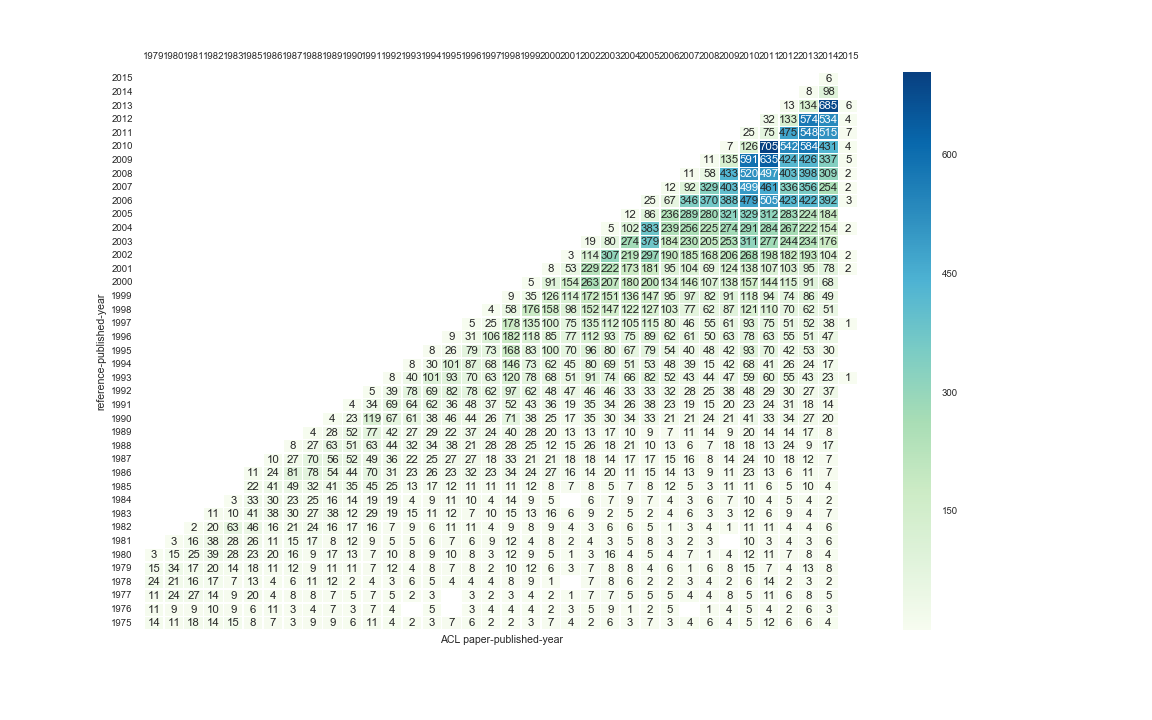 1979 1980 1981 1982 1983 1985 1986 1987 1988 1989 1990 1991 1992 1993 1994 1995 1996 1997 1998 1999 2000 2001 2002 2003 2004 2005 2006 2007 2008 2009 2010 2011 2012 2013 2014 2015
2015 6
2014 8 98
2013 13 134 685 6
2012 32 133 574 534 4
2011 25 75 475 548 515 7
2010 7 126 705 542 584 431 4
2009 11 135 591 635 424 426 337 5
2008 11 58 433 520 497 403 398 309 2
2007 12 92 329 403 499 461 336 356 254 2
2006 25 67 346 370 388 479 505 423 422 392 3
2005 12 86 236 289 280 321 329 312 283 224 184
2004 5 102 383 239 256 225 274 291 284 267 222 154 2
2003 19 80 274 379 184 230 205 253 311 277 244 234 176
2002 3 114 307 219 297 190 185 168 206 268 198 182 193 104 2
2001 8 53 229 222 173 181 95 104 69 124 138 107 103 95 78 2
2000 5 91 154 263 207 180 200 134 146 107 138 157 144 115 91 68
1999 9 35 126 114 172 151 136 147 95 97 82 91 118 94 74 86 49
1998 4 58 176 158 98 152 147 122 127 103 77 62 87 121 110 70 62 51
1997 5 25 178 135 100 75 135 112 105 115 80 46 55 61 93 75 51 52 38 1
1996 9 31 106 182 118 85 77 112 93 75 89 62 61 50 63 78 63 55 51 47
1995 8 26 79 73 168 83 100 70 96 80 67 79 54 40 48 42 93 70 42 53 30
1994 8 30 101 87 68 146 73 62 45 80 69 51 53 48 39 15 42 68 41 26 24 17
1993 8 40 101 93 70 63 120 78 68 51 91 74 66 82 52 43 44 47 59 60 55 43 23 1
1992 5 39 78 69 82 78 62 97 62 48 47 46 46 33 33 32 28 25 38 48 29 30 27 37
1991 4 34 69 64 62 36 48 37 52 43 36 19 35 34 26 38 23 19 15 20 23 24 31 18 14
1990 4 23 119 67 61 38 46 44 26 71 38 25 17 35 30 34 33 21 21 24 21 41 33 34 27 20
1989 4 28 52 77 42 27 29 22 37 24 40 28 20 13 13 17 10 9 7 11 14 9 20 14 14 17 8
1988 8 27 63 51 63 44 32 34 38 21 28 28 25 12 15 26 18 21 10 13 6 7 18 18 13 24 9 17
1987 10 27 70 56 52 49 36 22 25 27 27 18 33 21 21 18 18 14 17 17 15 16 8 14 24 10 18 12 7
1986 11 24 81 78 54 44 70 31 23 26 23 32 23 34 24 27 16 14 20 11 15 14 13 9 11 23 13 6 11 7
1985 22 41 49 32 41 35 45 25 13 17 12 11 11 11 12 8 7 8 5 7 8 12 5 3 11 11 6 5 10 4
1984 3 33 30 23 25 16 14 19 19 4 9 11 10 4 14 9 5 6 7 9 7 4 3 6 7 10 4 5 4 2
1983 11 10 41 38 30 27 38 12 29 19 15 11 12 7 10 15 13 16 6 9 2 5 2 4 6 3 3 12 6 9 4 7
1982 2 20 63 46 16 21 24 16 17 16 7 9 6 11 11 4 9 8 9 4 3 6 6 5 1 3 4 1 11 11 4 4 6
1981 3 16 38 28 26 11 15 17 8 12 9 5 5 7 6 9 12 4 8 2 4 3 5 8 3 2 3 10 3 4 3 6
1980 3 15 25 39 28 23 20 16 9 17 13 7 10 8 9 10 8 3 12 9 5 1 3 16 4 5 4 7 1 4 12 11 7 8 4
1979 15 34 17 20 14 18 11 12 9 11 11 7 12 4 8 7 8 2 10 12 6 3 7 8 8 4 6 1 6 8 15 7 4 13 8
1978 24 21 16 17 7 13 4 6 11 12 2 4 3 6 5 4 4 4 8 9 1 7 8 6 2 2 3 4 2 6 14 2 3 2
1977 11 24 27 14 9 20 4 8 8 5 7 5 5 2 3 3 2 3 4 2 1 7 7 5 5 5 5 4 4 8 5 11 6 8 5
1976 11 9 9 10 9 6 11 3 4 7 3 7 4 5 3 4 4 4 2 3 5 9 1 2 5 1 4 5 4 2 6 3
1975 14 11 18 14 15 8 7 3 9 9 6 11 4 2 3 7 6 2 2 3 7 4 2 6 3 7 3 4 6 4 5 12 6 6 4
reference-published-year
ACL paper-published-year
600
450
300
150